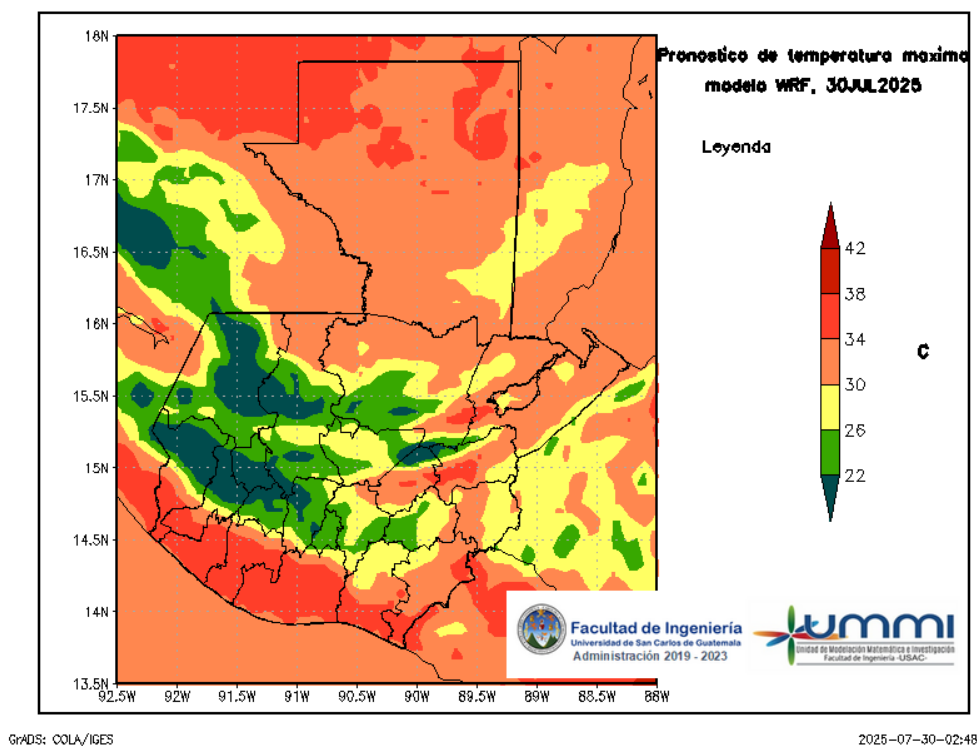 Pronostico de temperatura maxima
modelo WRF, 30JUL2025
Leyenda
42
38
34
30
26
22
C
18N
17.5N
17N
16.5N
16N
15.5N
15N
14.5N
14N
13.5N
92.5W
92W
91.5W
91W
90.5W
90W
89.5W
89W
88.5W
88W
Facultad de Ingeniería
Universidad de San Carlos de Guatemala
Administración 2019 - 2023
UMMI
Unidad de Modelación Matemática e Investigación
Facultad de Ingeniería -USAC-
GrADS: COLA/IGES
2025-07-30-02:48